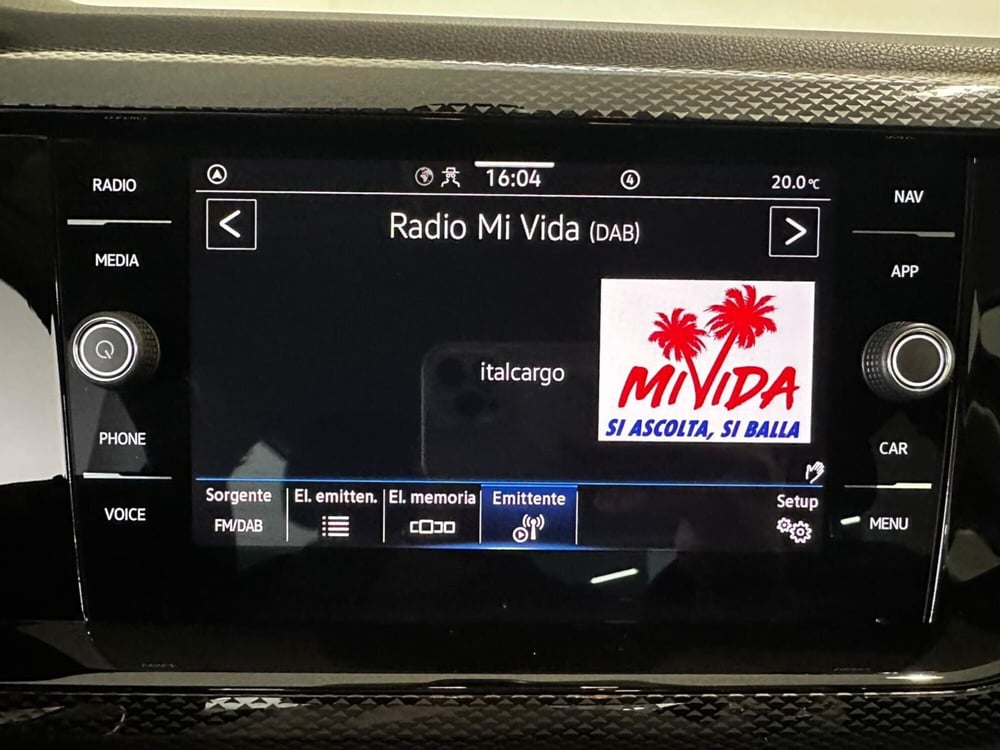 RADIO
MEDIA
PHONE
VOICE
16:04
4
20.0°C
<
Radio Mi Vida (DAB)
>
italcargo
MIVIDA
SI ASCOLTA, SI BALLA
Sorgente
FM/DAB
El. emitten.
El. memoria
Emittente
Setup
NAV
APP
CAR
MENU